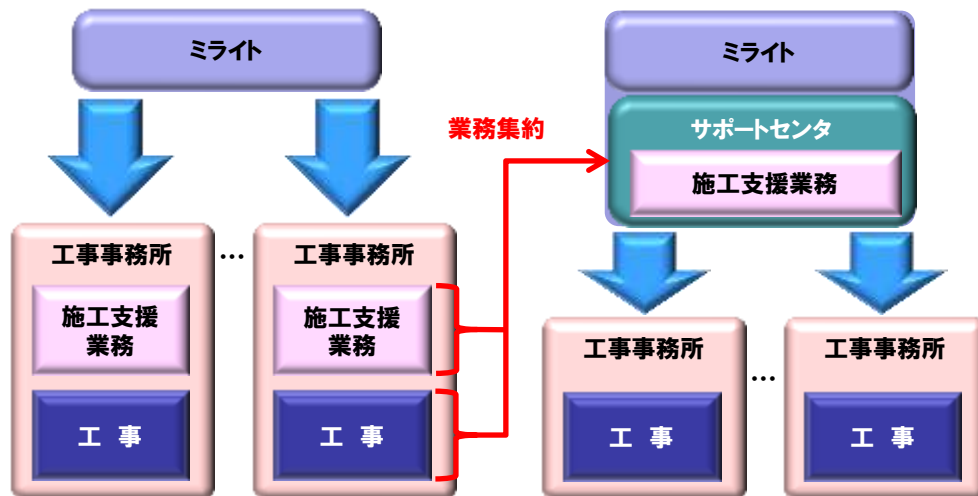 ミライト
工事事務所
施工支援
業務
工 事
…
工事事務所
施工支援
業務
工 事
業務集約
ミライト
サポートセンタ
施工支援業務
工事事務所
工 事
…
工事事務所
工 事